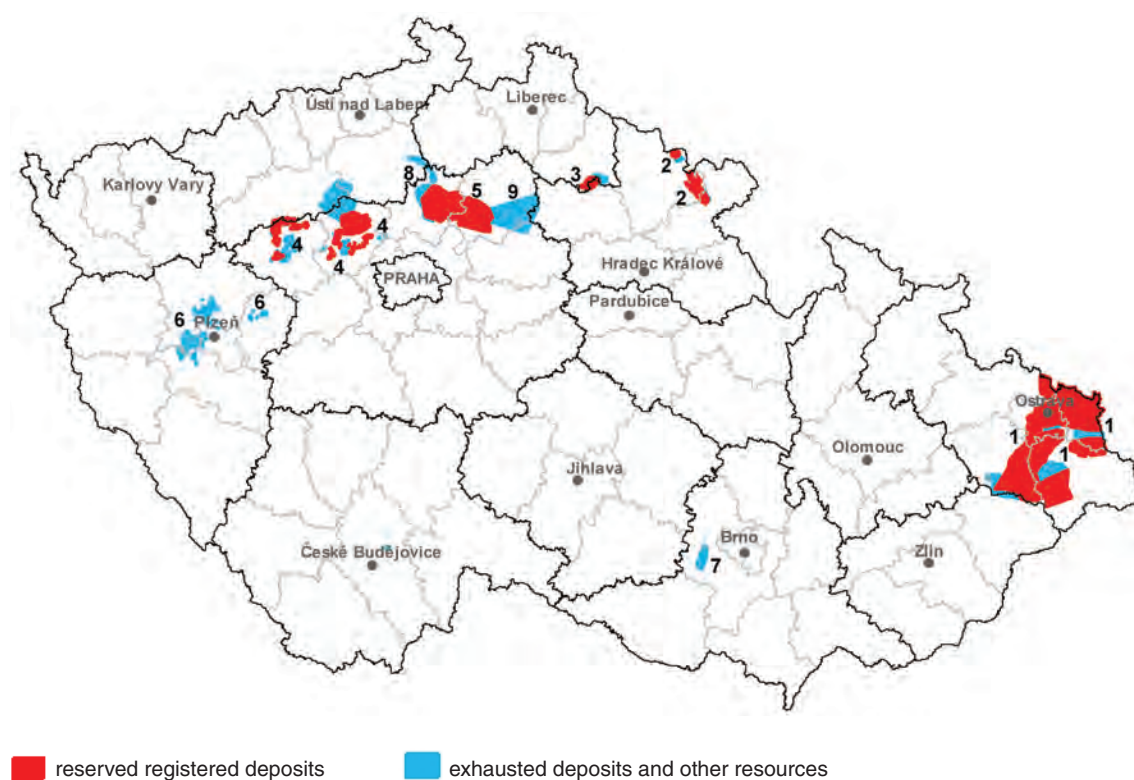 Ústí nad Labem
Liberec
Karlovy Vary
8
5
9
3
2
2
4
4
4
PRAHA
Hradec Králové
Pardubice
6
6
Plzeň
Ostrava
1
1
1
Olomouc
Jihlava
České Budějovice
Brno
7
Zlín
reserved registered deposits
exhausted deposits and other resources